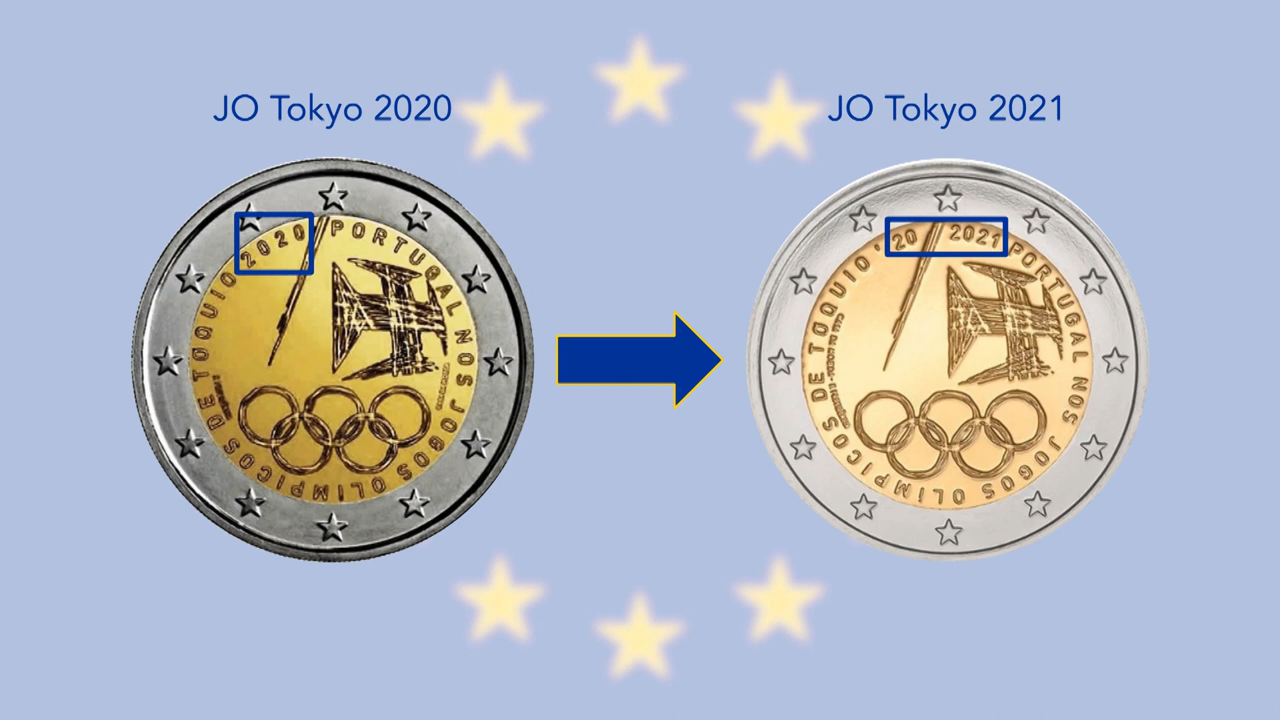 JO Tokyo 2020
JO Tokyo 2021
2020 PORTUGAL NOS JOGOS OLIMPICOS DE TOQUIO
'20 2021 PORTUGAL NOS JOGOS OLIMPICOS DE TOQUIO